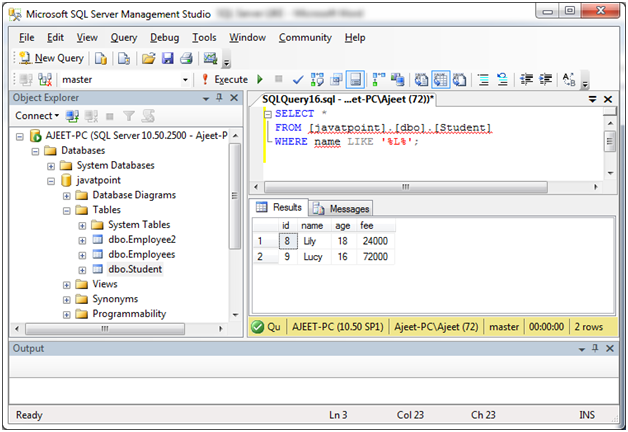 Microsoft SQL Server Management Studio
File Edit View Query Debug Tools Window Community Help
New Query
master Execute
Object Explorer
Connect
AJEET-PC (SQL Server 10.50.2500 - Ajeet-P
Databases
System Databases
javatpoint
Database Diagrams
Tables
System Tables
dbo.Employee2
dbo.Employees
dbo.Student
Views
Synonyms
Programmability
SQLQuery16.sql - ...et-PC\Ajeet (72))*
SELECT *
FROM [javatpoint].[dbo].[Student]
WHERE name LIKE '%L%';
Results Messages
id name age fee
1 8 Lily 18 24000
2 9 Lucy 16 72000
Qu AJEET-PC (10.50 SP1) Ajeet-PC\Ajeet (72) master 00:00:00 2 rows
Output
Ready Ln 3 Col 23 Ch 23 INS